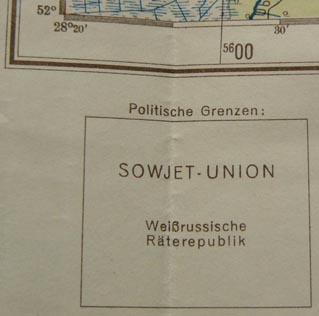 52°
28°20'
30'
5600
Politische Grenzen:
SOWJET-UNION
Weißrussische
Räterepublik